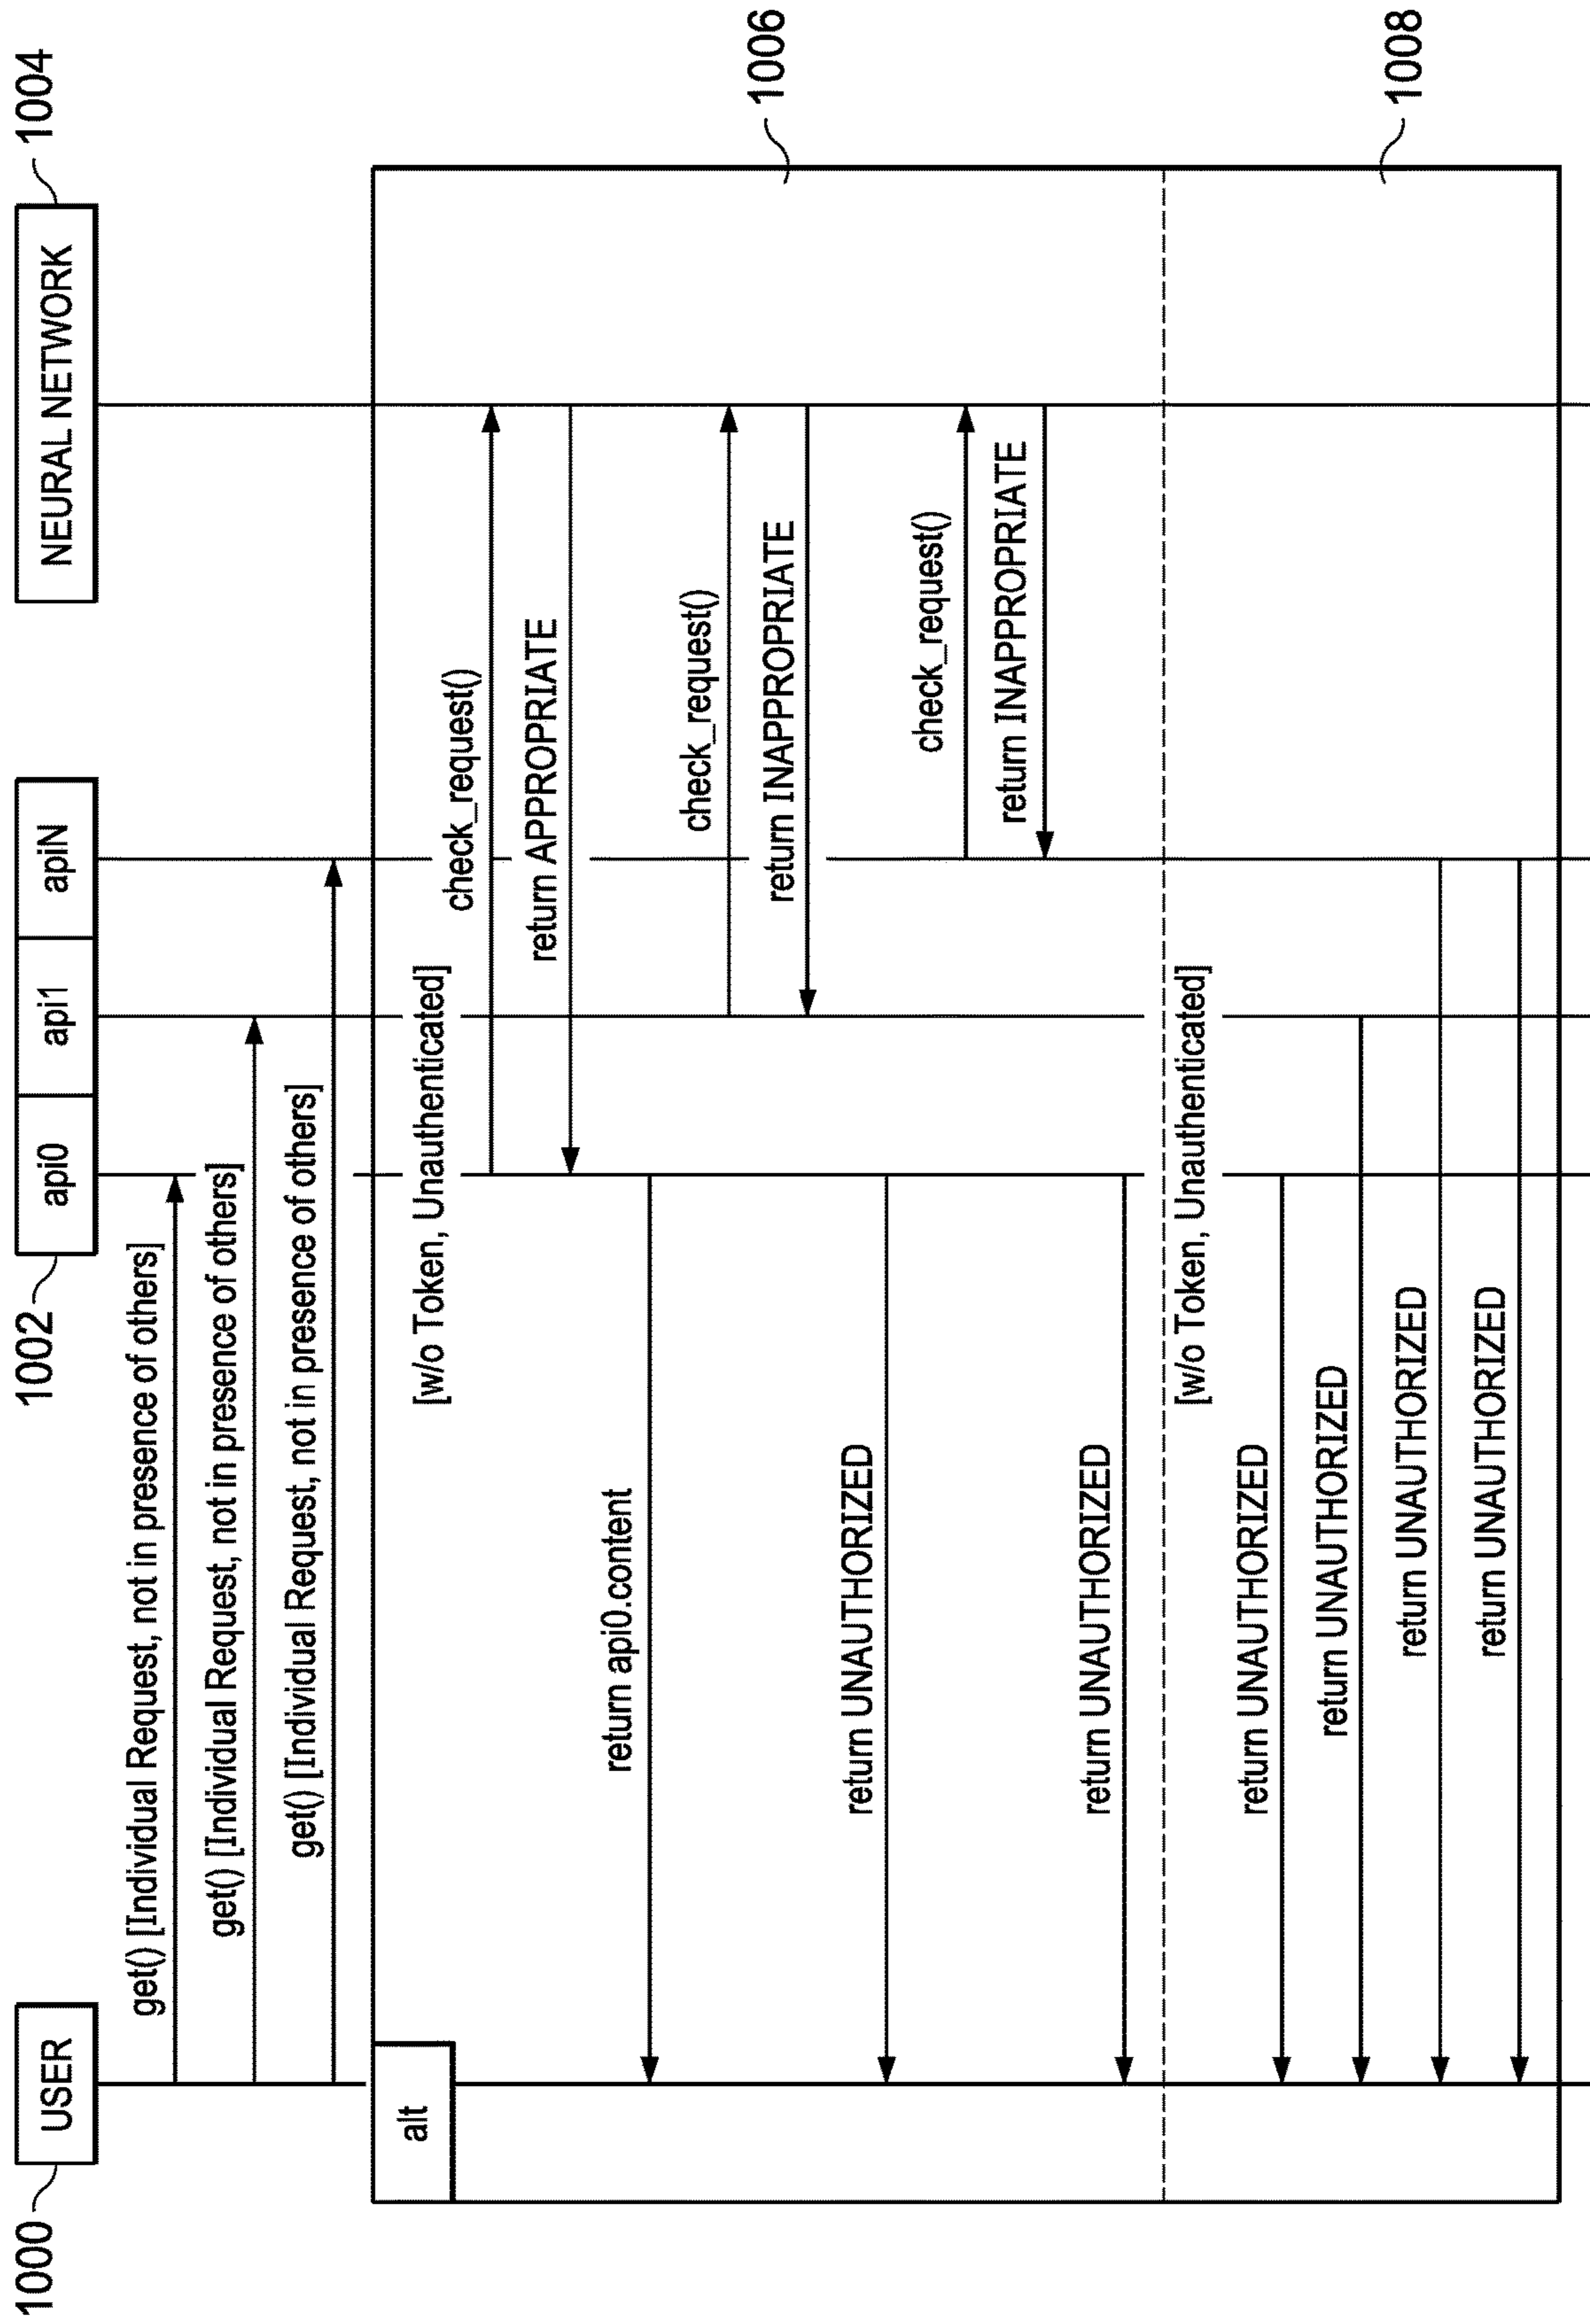 1000
USER
1002
api0
api1
apiN
1004
NEURAL NETWORK
get() [Individual Request, not in presence of others]
get() [Individual Request, not in presence of others]
get() [Individual Request, not in presence of others]
alt
[w/o Token, Unauthenticated]
check_request()
return APPROPRIATE
return api0.content
check_request()
return INAPPROPRIATE
1006
return UNAUTHORIZED
check_request()
return INAPPROPRIATE
return UNAUTHORIZED
[w/o Token, Unauthenticated]
return UNAUTHORIZED
return UNAUTHORIZED
1008
return UNAUTHORIZED
return UNAUTHORIZED